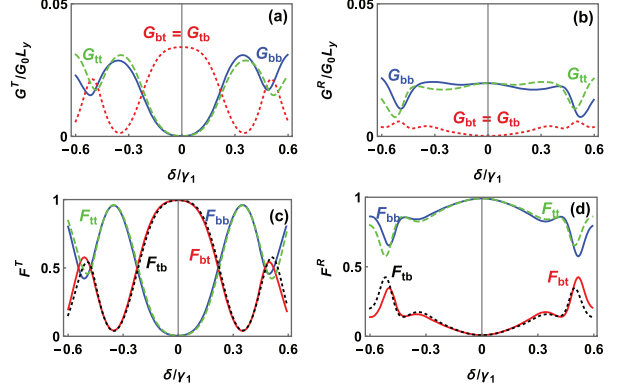 0.05
(a)
G_tt
G_bt = G_tb
G_bb
G^T/G_0L_y
0
−0.6 −0.3 0 0.3 0.6
δ/γ_1
0.05
(b)
G_bb
G_tt
G_bt = G_tb
G^R/G_0L_y
0
−0.6 −0.3 0 0.3 0.6
δ/γ_1
1
F_tt
F_bb
(c)
F_tb
F_bt
0.5
F^T
0
−0.6 −0.3 0 0.3 0.6
δ/γ_1
1
F_bb
F_tt
(d)
F_tb
F_bt
0.5
F^R
0
−0.6 −0.3 0 0.3 0.6
δ/γ_1